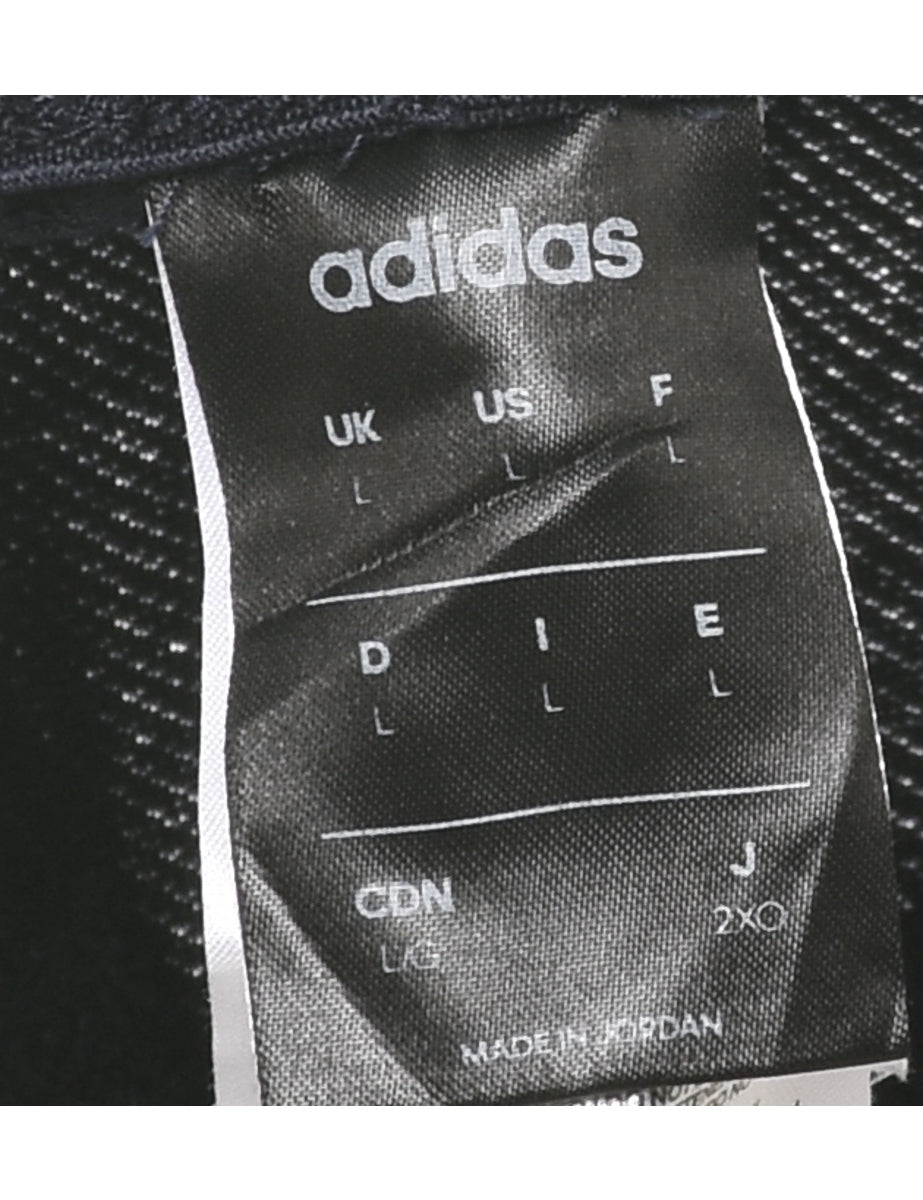 adidas
UK US F
L L L
D I E
L L L
CDN J
L/G 2XO
MADE IN JORDAN